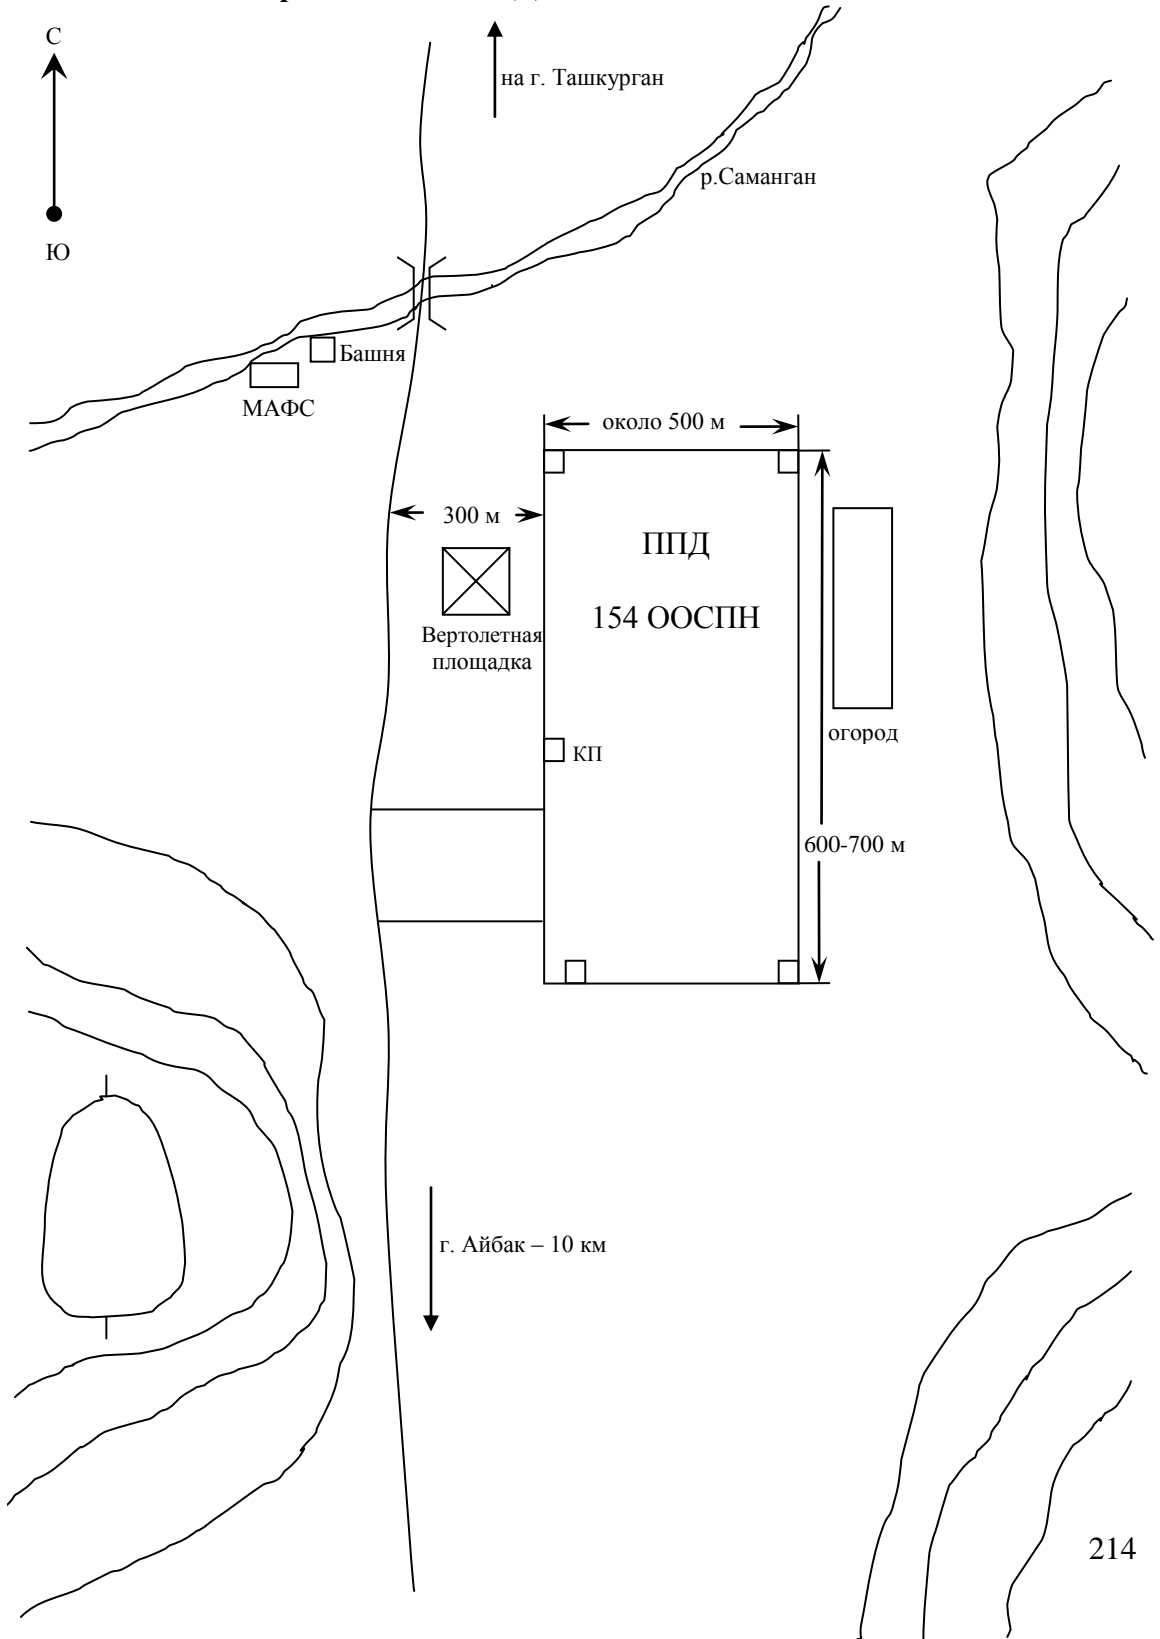 С
на г. Ташкурган
р.Саманган
Ю
Башня
МАФС
около 500 м
300 м
ППД
154 ООСПН
Вертолетная
площадка
огород
КП
600-700 м
г. Айбак – 10 км
214